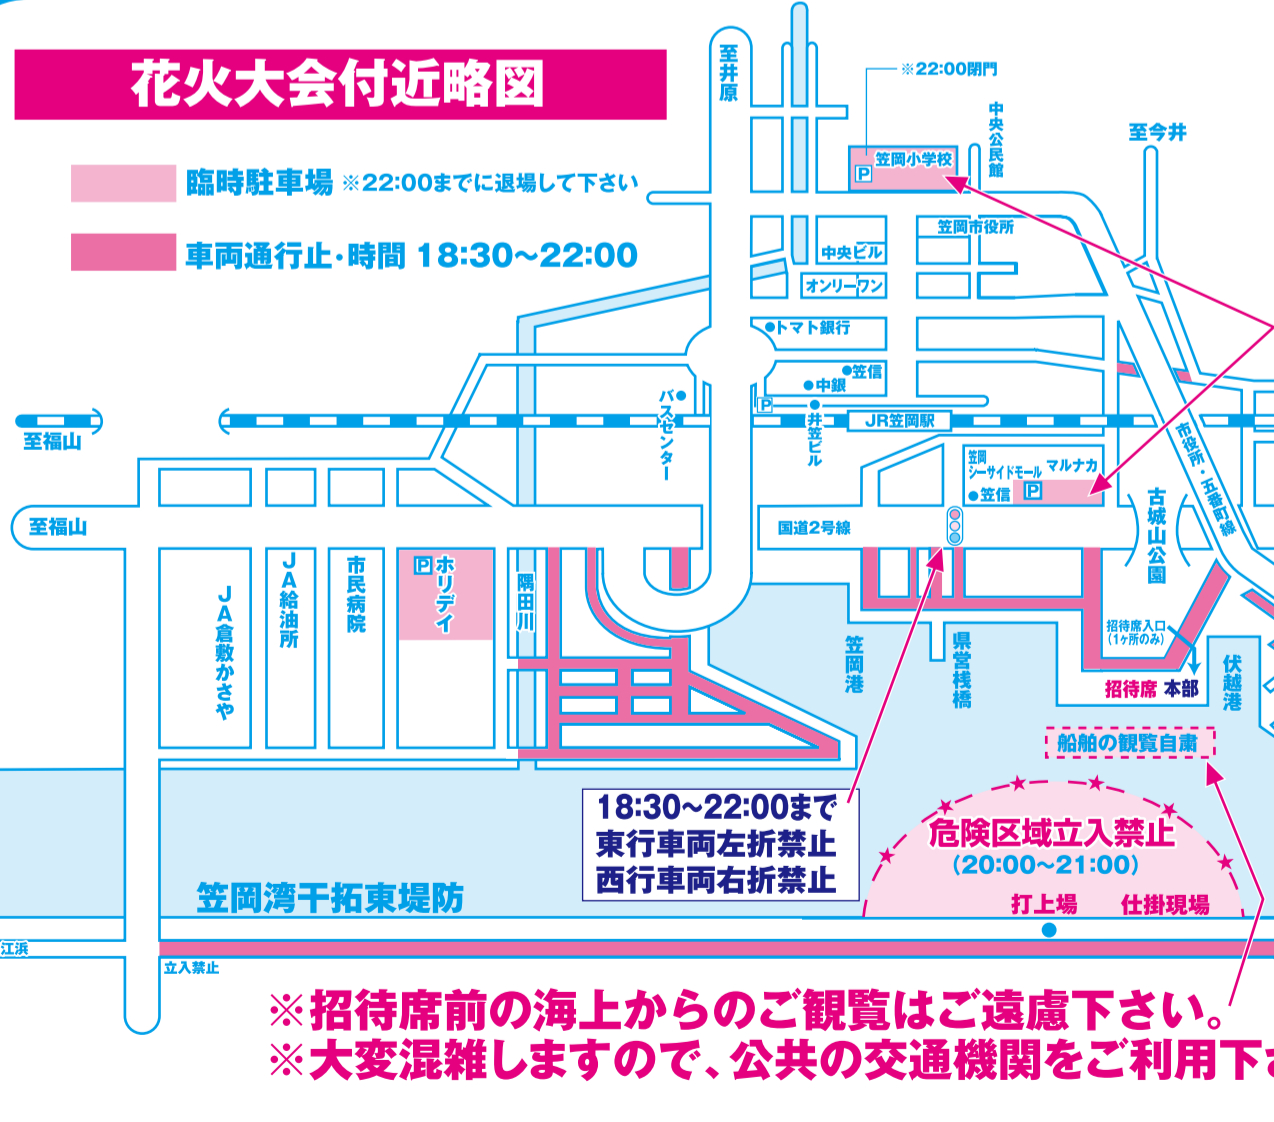 花火大会付近略図
臨時駐車場 ※22:00までに退場して下さい
車両通行止・時間 18:30～22:00
至井原
※22:00閉門
中央公民館
笠岡小学校
P
至今井
笠岡市役所
中央ビル
オンリーワン
●トマト銀行
●笠信
●中銀
P
バスセンター
井笠ビル
JR笠岡駅
至福山
市役所・五番町線
笠岡
シーサイドモール
マルナカ
●笠信
P
至福山
国道2号線
古城山公園
JA倉敷かさや
JA給油所
市民病院
P
ホリデイ
隅田川
笠岡港
県営桟橋
招待席入口
(1ヶ所のみ)
招待席 本部
伏越港
船舶の観覧自粛
18:30～22:00まで
東行車両左折禁止
西行車両右折禁止
危険区域立入禁止
(20:00～21:00)
打上場
仕掛現場
笠岡湾干拓東堤防
江浜
立入禁止
※招待席前の海上からのご観覧はご遠慮下さい。
※大変混雑しますので、公共の交通機関をご利用下さ